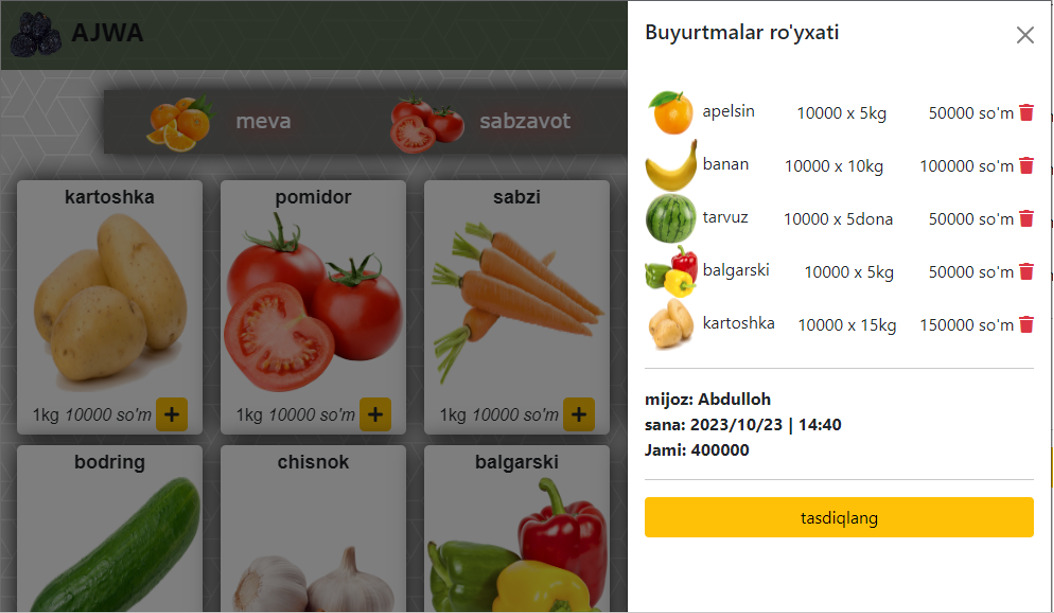 AJWA
meva
sabzavot
kartoshka
pomidor
sabzi
1kg 10000 so'm +
1kg 10000 so'm +
1kg 10000 so'm +
bodring
chisnok
balgarski
Buyurtmalar ro'yxati
apelsin 10000 x 5kg 50000 so'm
banan 10000 x 10kg 100000 so'm
tarvuz 10000 x 5dona 50000 so'm
balgarski 10000 x 5kg 50000 so'm
kartoshka 10000 x 15kg 150000 so'm
mijoz: Abdulloh
sana: 2023/10/23 | 14:40
Jami: 400000
tasdiqlang